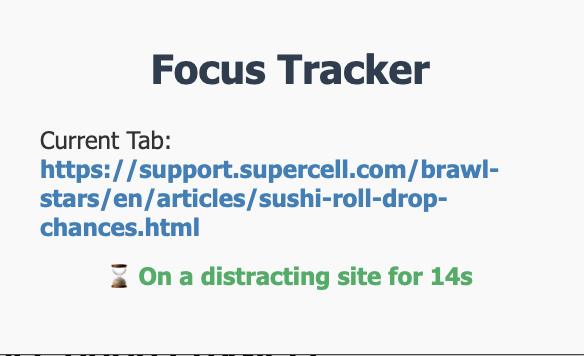 Focus Tracker
Current Tab:
https://support.supercell.com/brawl-
stars/en/articles/sushi-roll-drop-
chances.html
⏳ On a distracting site for 14s